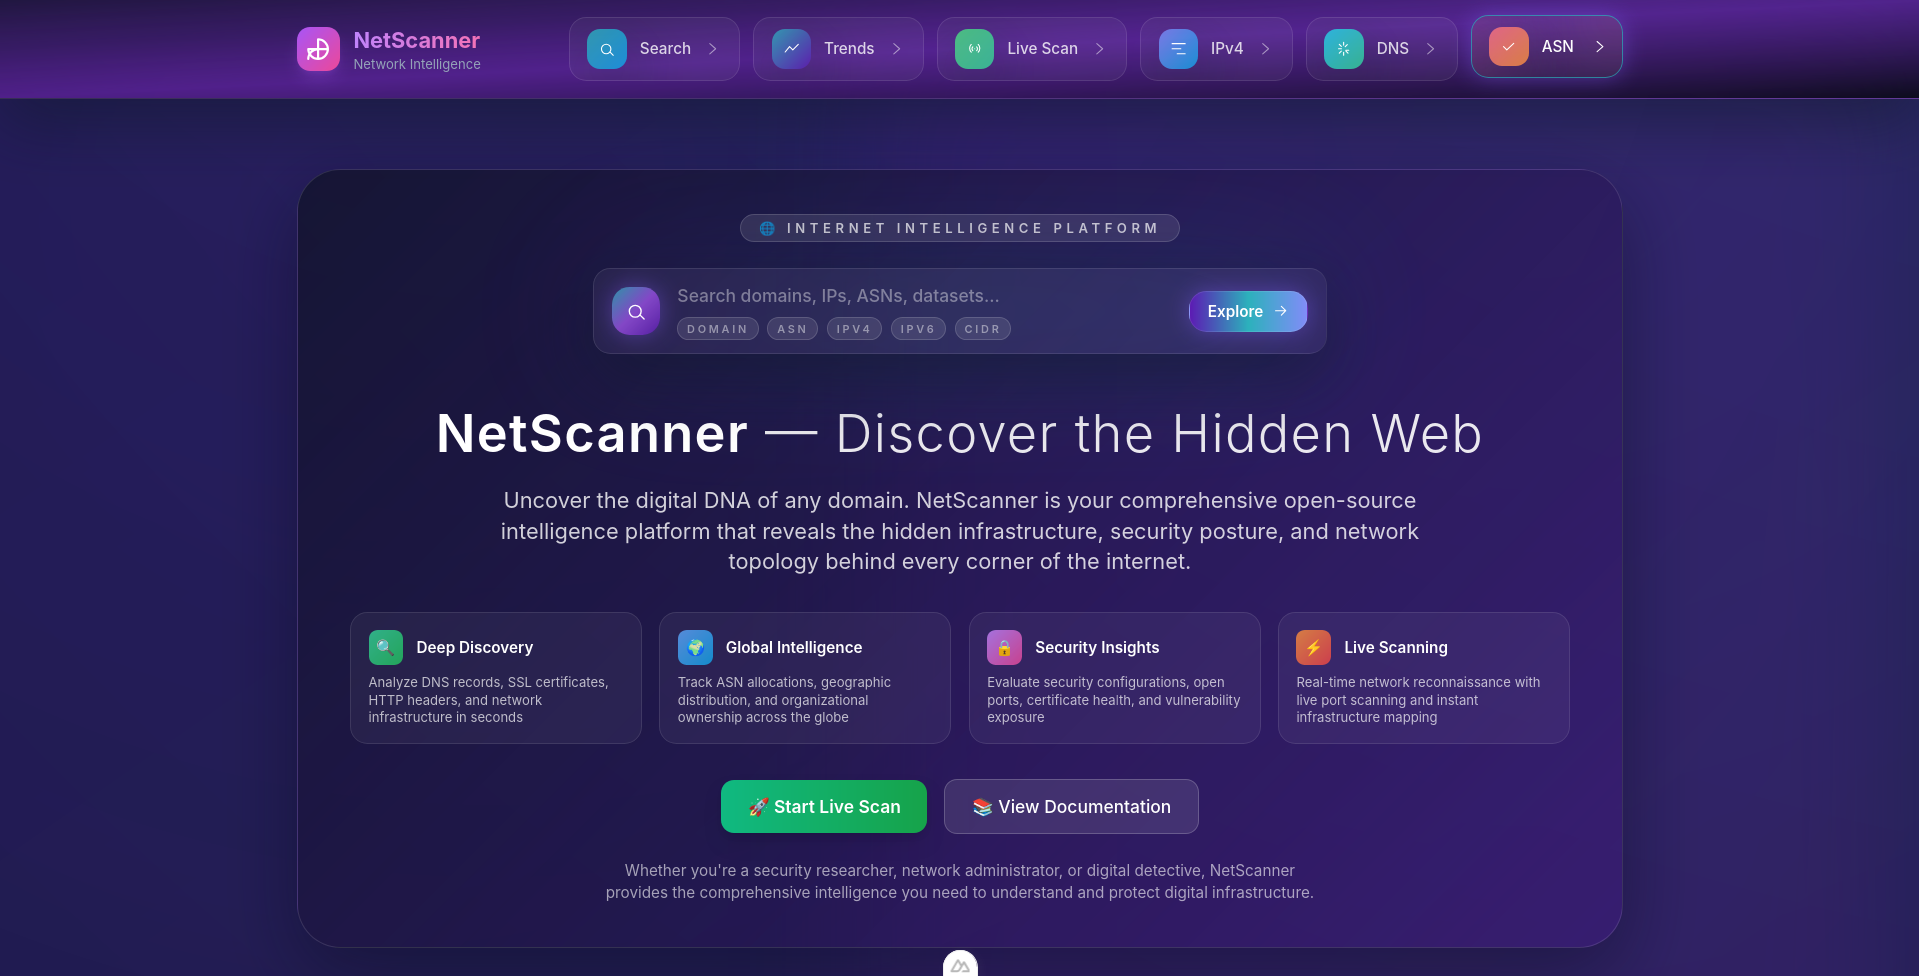 NetScanner
Network Intelligence
Search
Trends
Live Scan
IPv4
DNS
ASN
INTERNET INTELLIGENCE PLATFORM
Search domains, IPs, ASNs, datasets...
DOMAIN
ASN
IPV4
IPV6
CIDR
Explore →
NetScanner — Discover the Hidden Web
Uncover the digital DNA of any domain. NetScanner is your comprehensive open-source
intelligence platform that reveals the hidden infrastructure, security posture, and network
topology behind every corner of the internet.
Deep Discovery
Analyze DNS records, SSL certificates,
HTTP headers, and network
infrastructure in seconds
Global Intelligence
Track ASN allocations, geographic
distribution, and organizational
ownership across the globe
Security Insights
Evaluate security configurations, open
ports, certificate health, and vulnerability
exposure
Live Scanning
Real-time network reconnaissance with
live port scanning and instant
infrastructure mapping
🚀 Start Live Scan
📚 View Documentation
Whether you're a security researcher, network administrator, or digital detective, NetScanner
provides the comprehensive intelligence you need to understand and protect digital infrastructure.